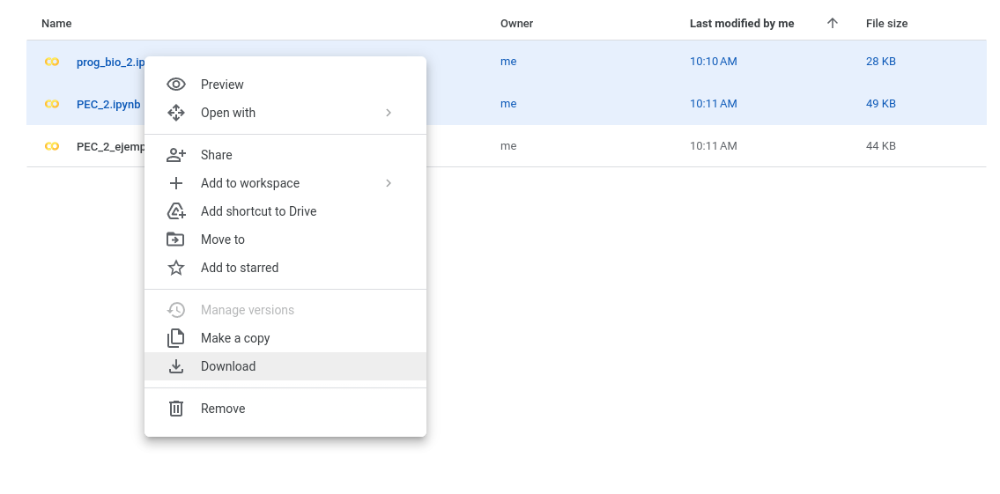 Name Owner Last modified by me File size
prog_bio_2.ip me 10:10 AM 28 KB
PEC_2.ipynb me 10:11 AM 49 KB
PEC_2_ejemp me 10:11 AM 44 KB
Preview
Open with
Share
Add to workspace
Add shortcut to Drive
Move to
Add to starred
Manage versions
Make a copy
Download
Remove